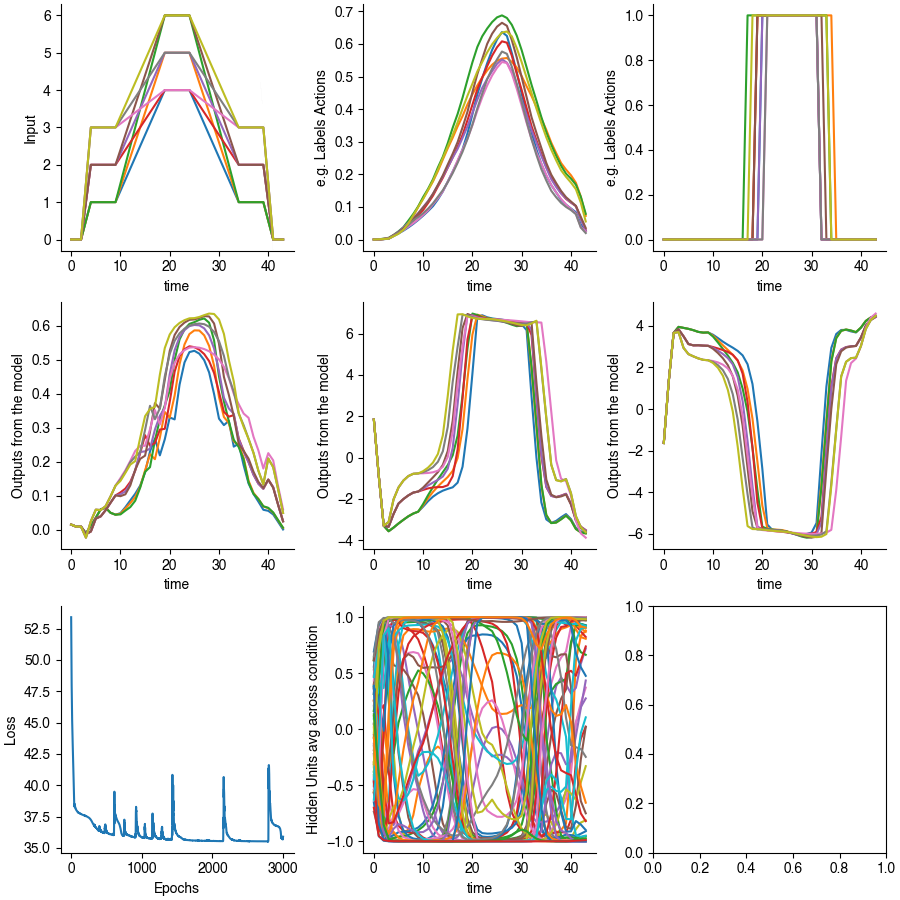 6
5
4
3
2
1
0
Input
0 10 20 30 40
time
0.7
0.6
0.5
0.4
0.3
0.2
0.1
0.0
e.g. Labels Actions
0 10 20 30 40
time
1.0
0.8
0.6
0.4
0.2
0.0
e.g. Labels Actions
0 20 40
time
0.6
0.5
0.4
0.3
0.2
0.1
0.0
Outputs from the model
0 10 20 30 40
time
6
4
2
0
−2
−4
Outputs from the model
0 10 20 30 40
time
4
2
0
−2
−4
−6
Outputs from the model
0 20 40
time
52.5
50.0
47.5
45.0
42.5
40.0
37.5
35.0
Loss
0 1000 2000 3000
Epochs
1.0
0.5
0.0
−0.5
−1.0
Hidden Units avg across condition
0 10 20 30 40
time
1.0
0.8
0.6
0.4
0.2
0.0
0.0 0.2 0.4 0.6 0.8 1.0